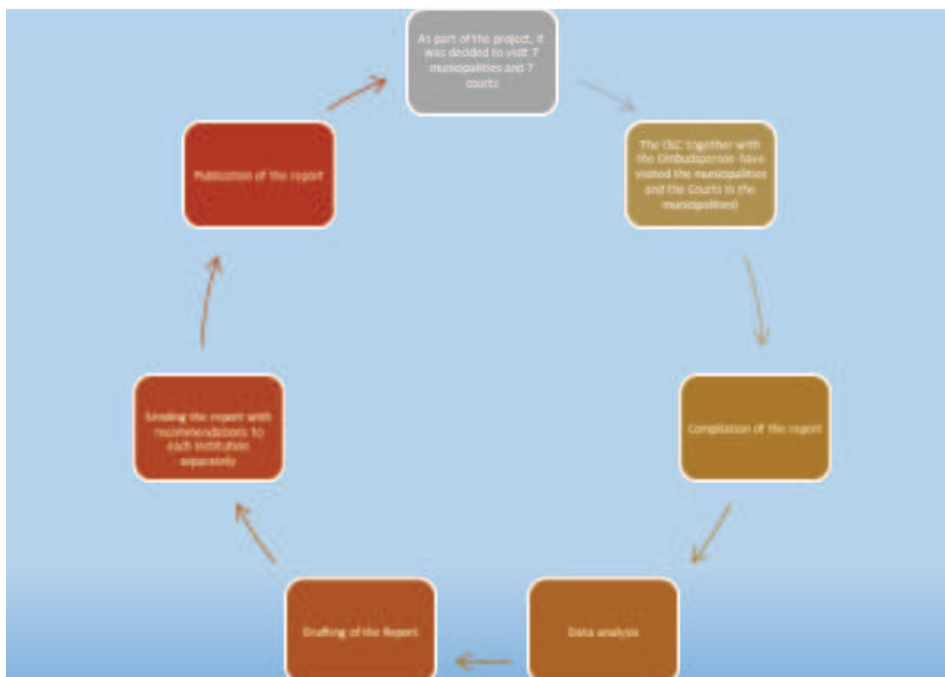 As part of the project, it
was decided to visit 7
municipalities and 7
courts
The CLC together with
the Ombudsperson have
visited the municipalities
and the Courts in the
municipalities)
Compilation of the report
Data analysis
Drafting of the Report
Sending the report with
recommendations to
each institution
separately
Publication of the report